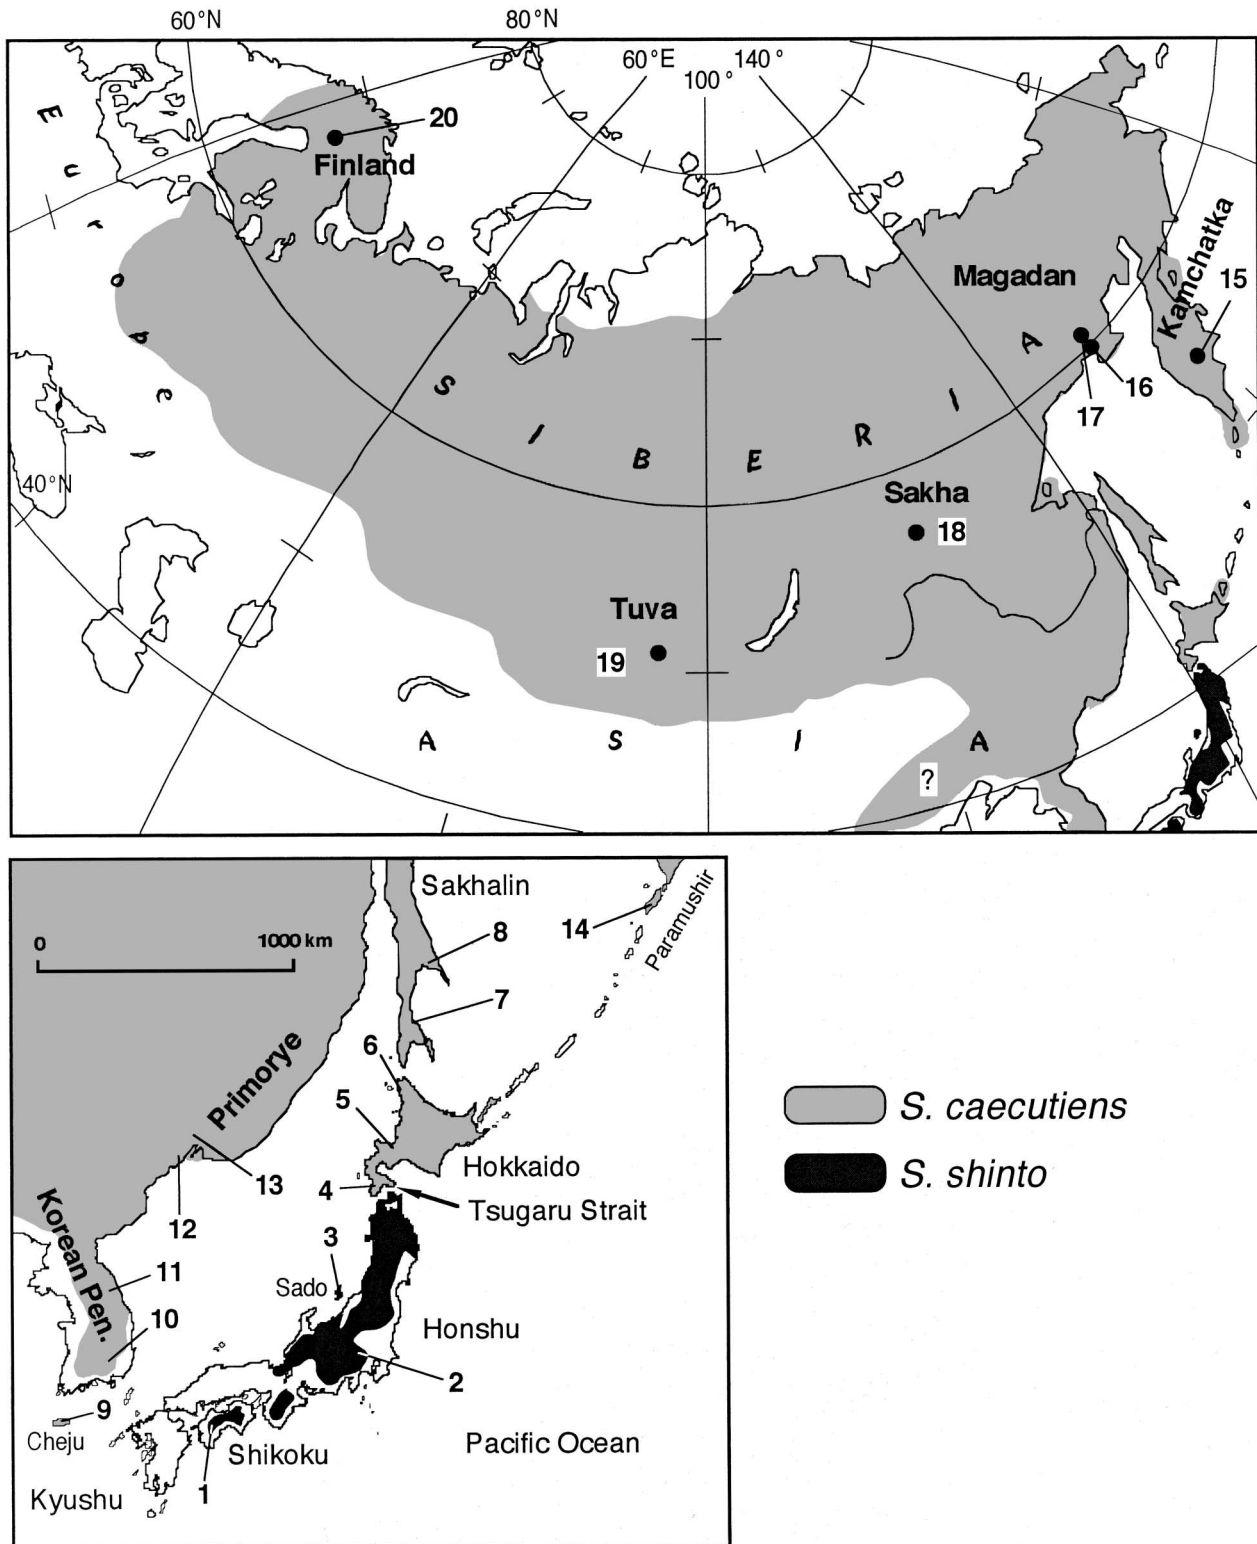 60°N
80°N
60°E
140°
100°
20
Finland
Europe
Magadan
Kamchatka
15
16
17
SIBERIA
40°N
Sakha
18
Tuva
19
ASIA
?
Sakhalin
Paramushir
0
1000 km
8
14
7
6
Primorye
5
Hokkaido
13
4
Tsugaru Strait
12
Korean Pen.
3
11
Sado
10
Honshu
2
9
Cheju
Shikoku
Pacific Ocean
1
Kyushu
S. caecutiens
S. shinto